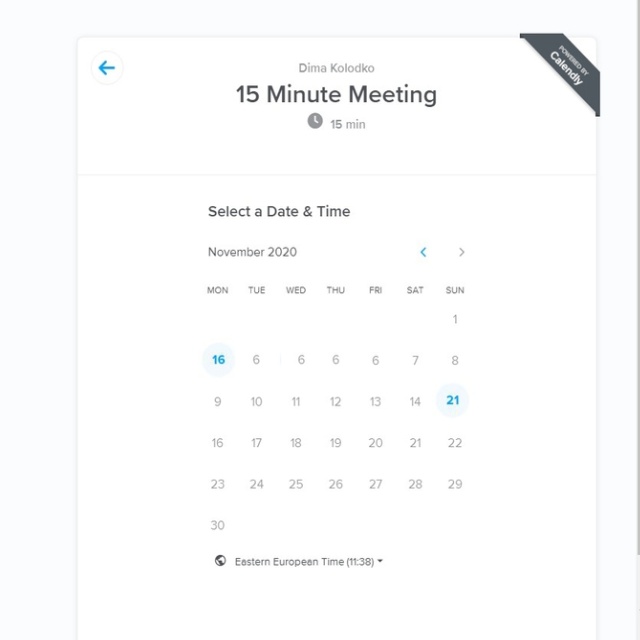 POWERED BY
Calendly
Dima Kolodko
15 Minute Meeting
15 min
Select a Date & Time
November 2020
MON TUE WED THU FRI SAT SUN
1
16 6 6 6 6 7 8
9 10 11 12 13 14 21
16 17 18 19 20 21 22
23 24 25 26 27 28 29
30
Eastern European Time (11:38)